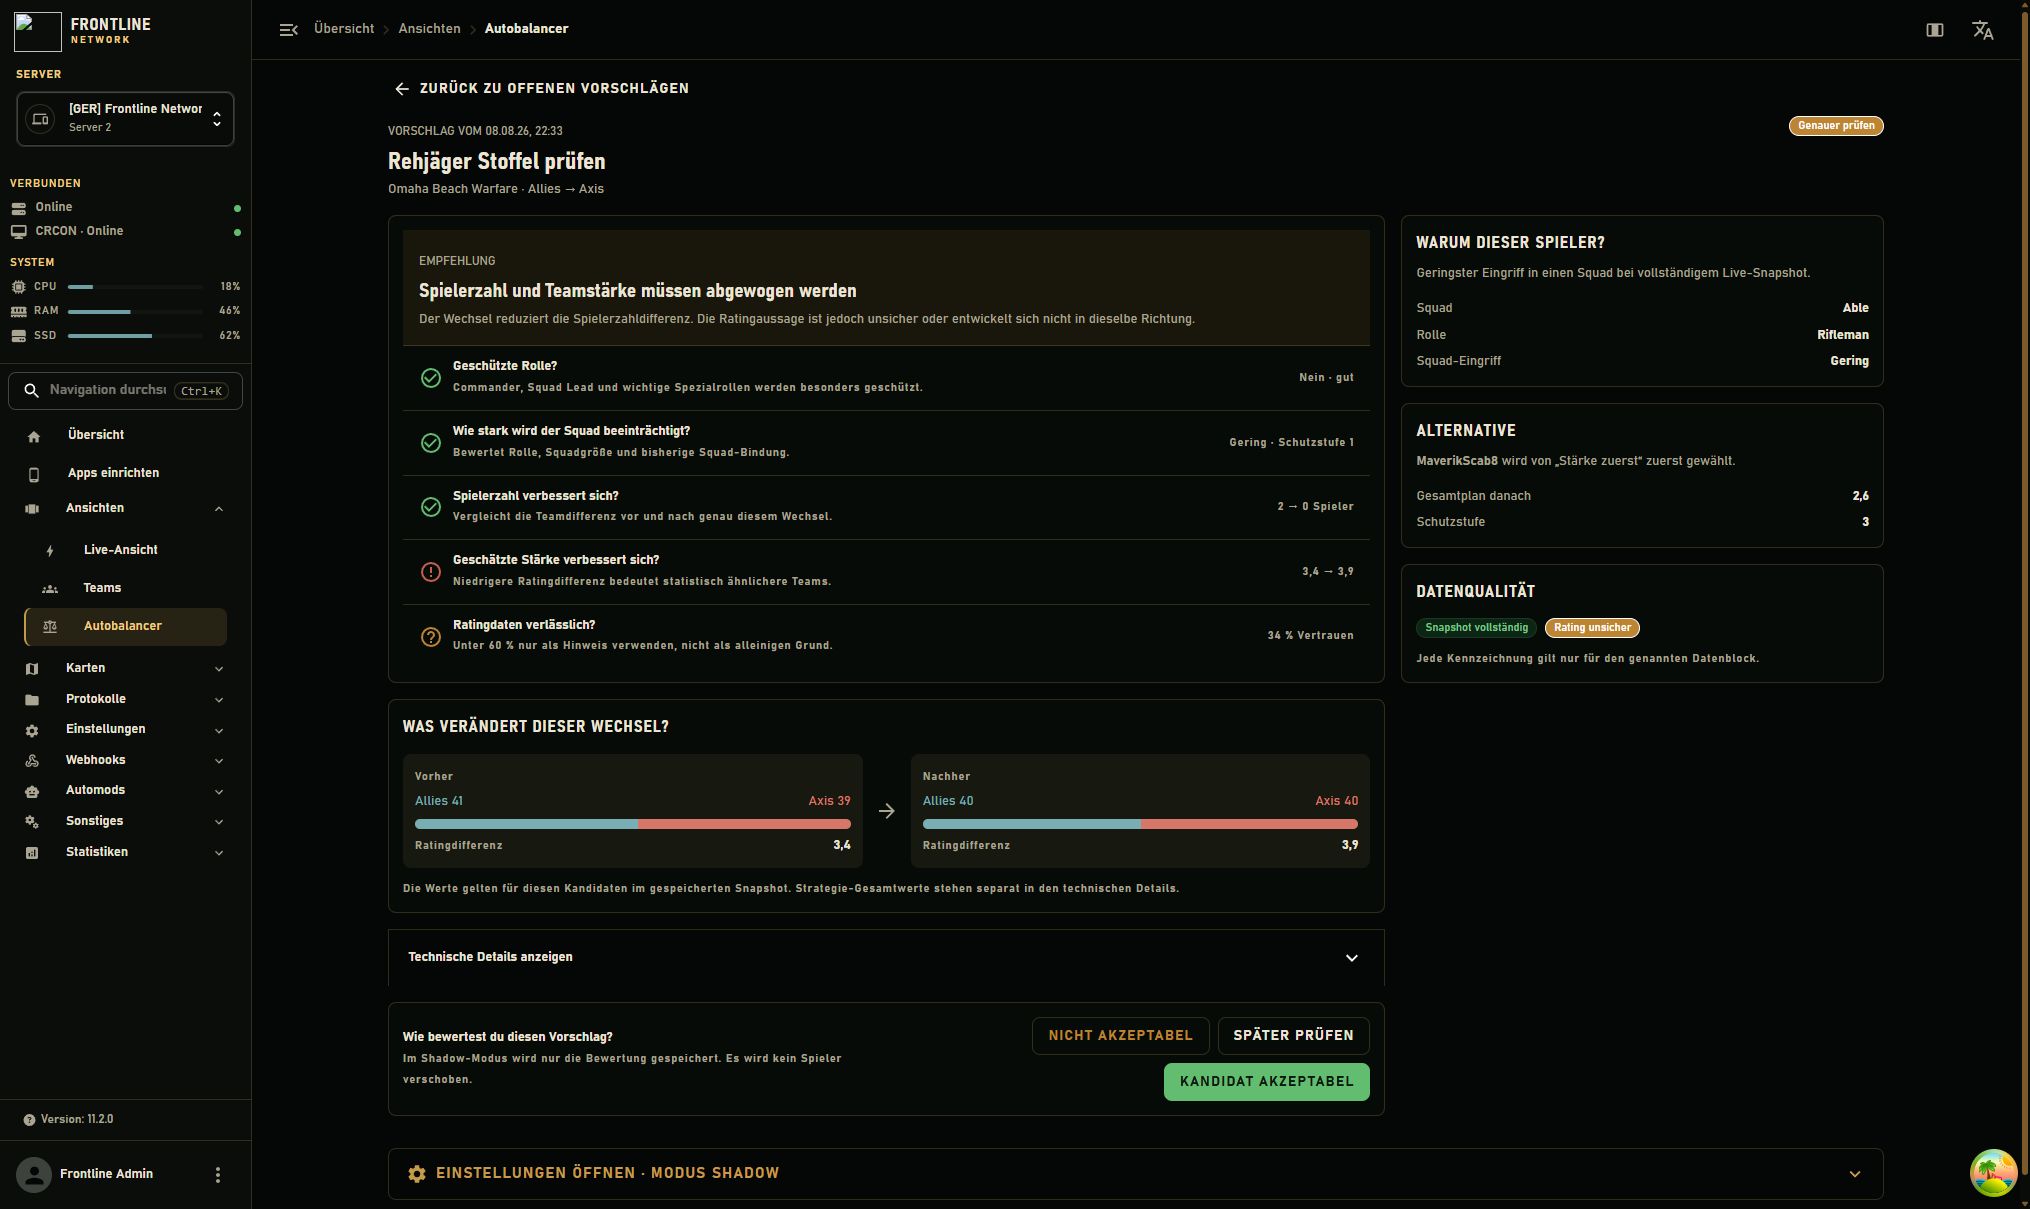 FRONTLINE
NETWORK
SERVER
[GER] Frontline Networ
Server 2
VERBUNDEN
Online
CRCON · Online
SYSTEM
CPU 18%
RAM 46%
SSD 62%
Navigation durchsu Ctrl+K
Übersicht
Apps einrichten
Ansichten
Live-Ansicht
Teams
Autobalancer
Karten
Protokolle
Einstellungen
Webhooks
Automods
Sonstiges
Statistiken
Version: 11.2.0
Frontline Admin
Übersicht > Ansichten > Autobalancer
ZURÜCK ZU OFFENEN VORSCHLÄGEN
VORSCHLAG VOM 08.08.26, 22:33
Genauer prüfen
Rehjäger Stoffel prüfen
Omaha Beach Warfare · Allies → Axis
EMPFEHLUNG
Spielerzahl und Teamstärke müssen abgewogen werden
Der Wechsel reduziert die Spielerzahldifferenz. Die Ratingaussage ist jedoch unsicher oder entwickelt sich nicht in dieselbe Richtung.
Geschützte Rolle?
Commander, Squad Lead und wichtige Spezialrollen werden besonders geschützt.
Nein · gut
Wie stark wird der Squad beeinträchtigt?
Bewertet Rolle, Squadgröße und bisherige Squad-Bindung.
Gering · Schutzstufe 1
Spielerzahl verbessert sich?
Vergleicht die Teamdifferenz vor und nach genau diesem Wechsel.
2 → 0 Spieler
Geschätzte Stärke verbessert sich?
Niedrigere Ratingdifferenz bedeutet statistisch ähnlichere Teams.
3,4 → 3,9
Ratingdaten verlässlich?
Unter 60 % nur als Hinweis verwenden, nicht als alleinigen Grund.
34 % Vertrauen
WAS VERÄNDERT DIESER WECHSEL?
Vorher
Allies 41 Axis 39
Ratingdifferenz 3,4
Nachher
Allies 40 Axis 40
Ratingdifferenz 3,9
Die Werte gelten für diesen Kandidaten im gespeicherten Snapshot. Strategie-Gesamtwerte stehen separat in den technischen Details.
Technische Details anzeigen
Wie bewertest du diesen Vorschlag?
Im Shadow-Modus wird nur die Bewertung gespeichert. Es wird kein Spieler
verschoben.
NICHT AKZEPTABEL
SPÄTER PRÜFEN
KANDIDAT AKZEPTABEL
EINSTELLUNGEN ÖFFNEN · MODUS SHADOW
WARUM DIESER SPIELER?
Geringster Eingriff in einen Squad bei vollständigem Live-Snapshot.
Squad Able
Rolle Rifleman
Squad-Eingriff Gering
ALTERNATIVE
MaverikScab8 wird von „Stärke zuerst“ zuerst gewählt.
Gesamtplan danach 2,6
Schutzstufe 3
DATENQUALITÄT
Snapshot vollständig
Rating unsicher
Jede Kennzeichnung gilt nur für den genannten Datenblock.